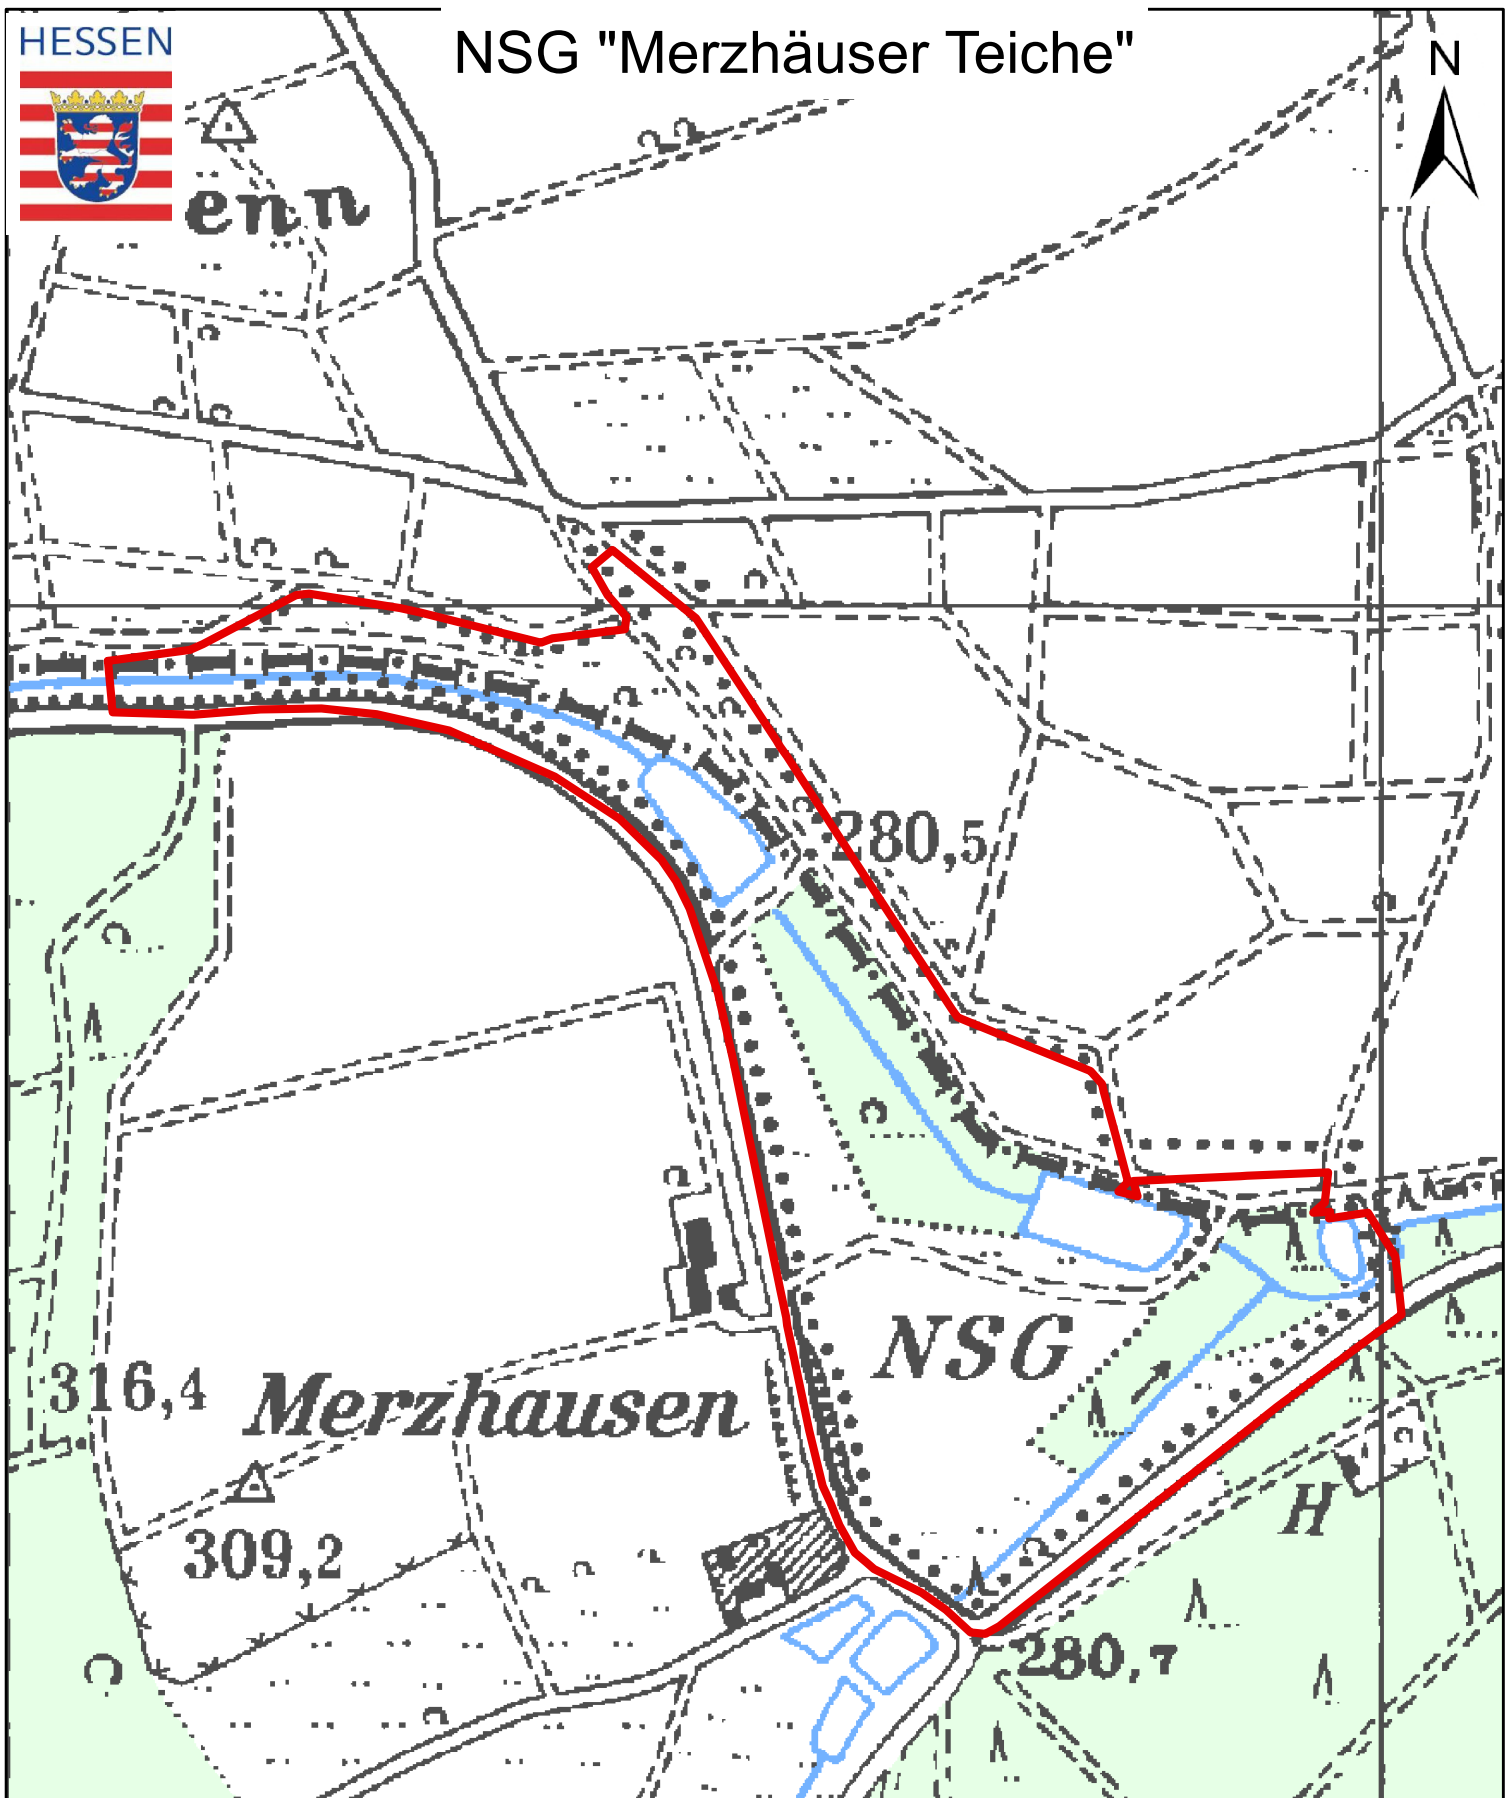 HESSEN
NSG "Merzhäuser Teiche"
N
enn
280,5
NSG
316,4
Merzhausen
309,2
H
280,7